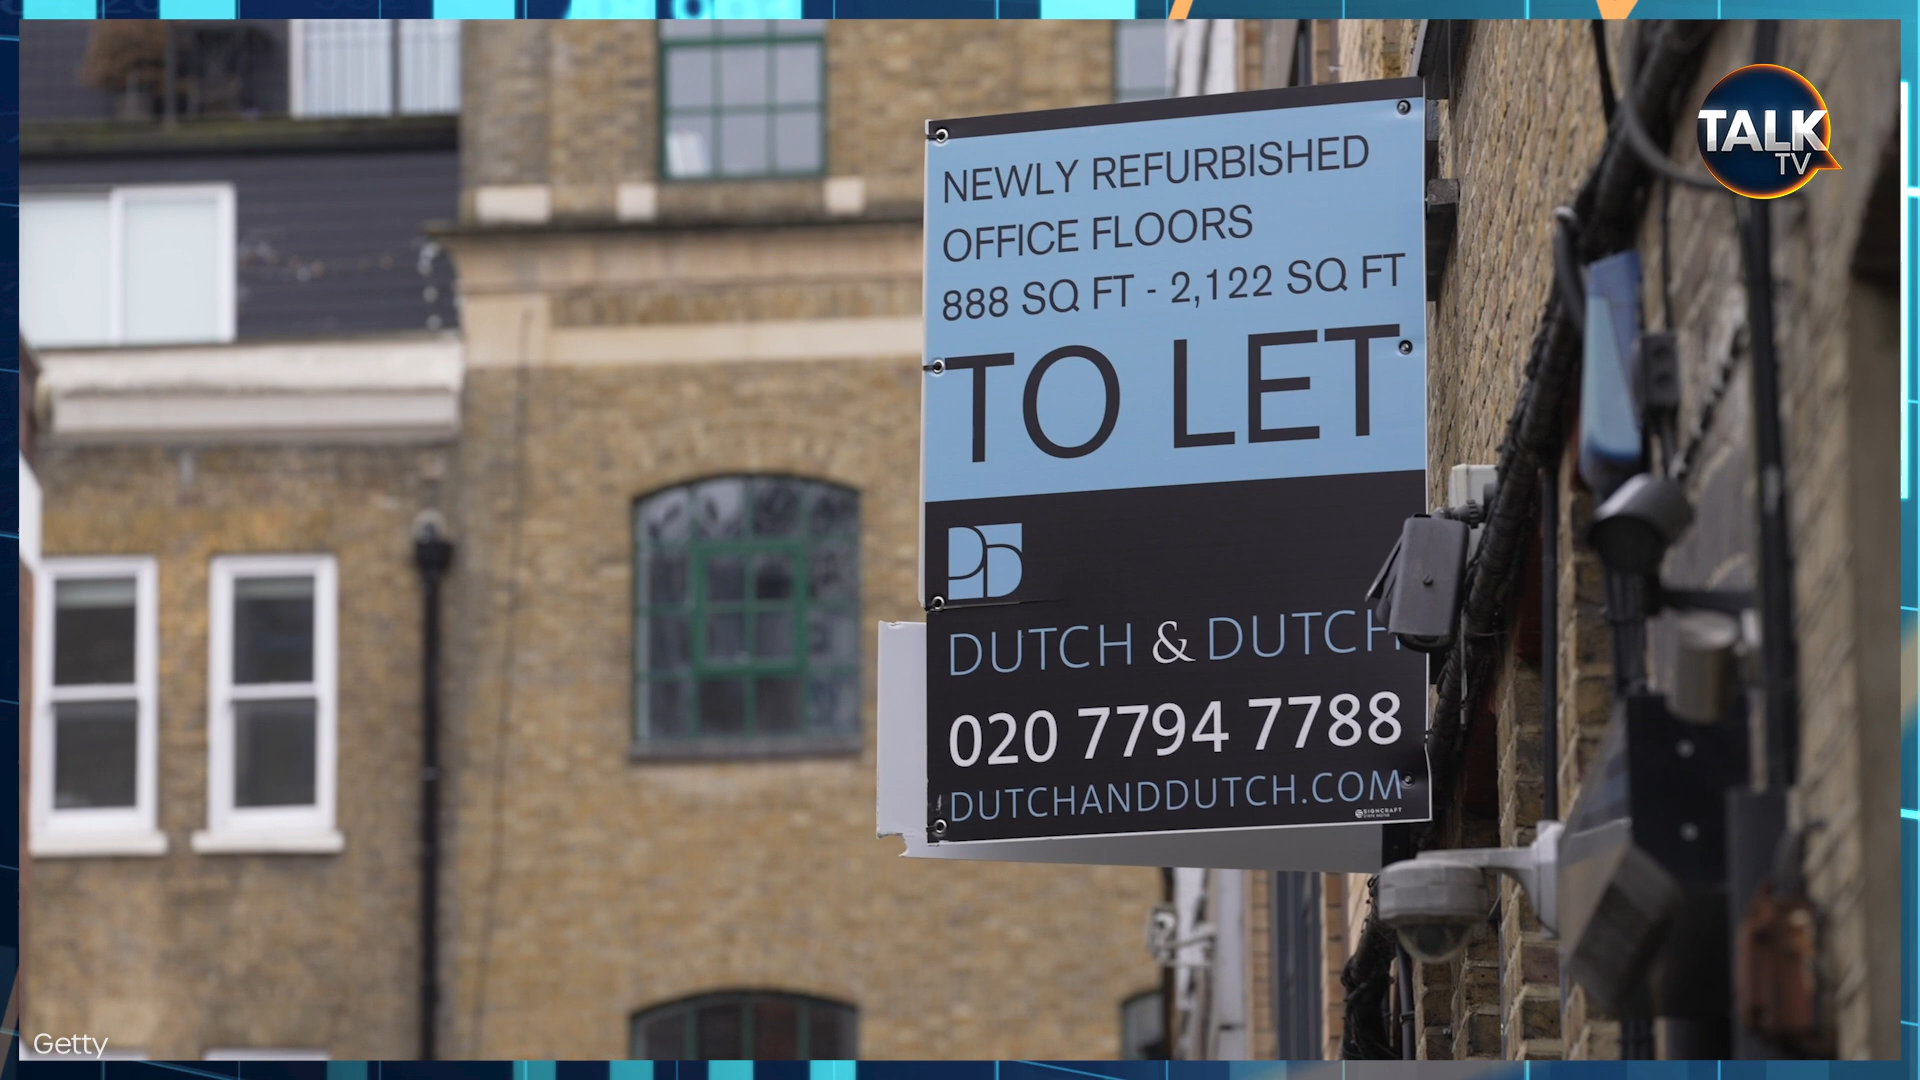 TALK
TV
NEWLY REFURBISHED
OFFICE FLOORS
888 SQ FT - 2,122 SQ FT
TO LET
DUTCH & DUTCH
020 7794 7788
DUTCHANDDUTCH.COM
SIGNCRAFT
Getty